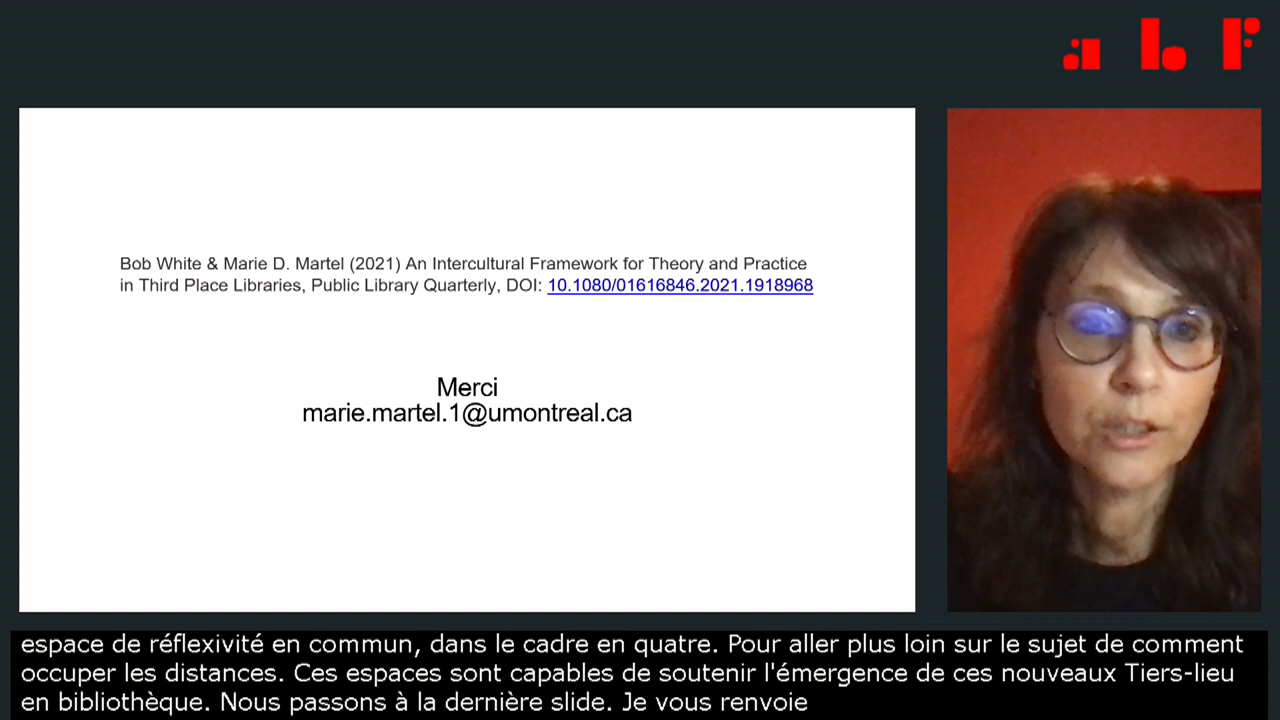 abf
Bob White & Marie D. Martel (2021) An Intercultural Framework for Theory and Practice
in Third Place Libraries, Public Library Quarterly, DOI: 10.1080/01616846.2021.1918968
Merci
marie.martel.1@umontreal.ca
espace de réflexivité en commun, dans le cadre en quatre. Pour aller plus loin sur le sujet de comment
occuper les distances. Ces espaces sont capables de soutenir l'émergence de ces nouveaux Tiers-lieu
en bibliothèque. Nous passons à la dernière slide. Je vous renvoie